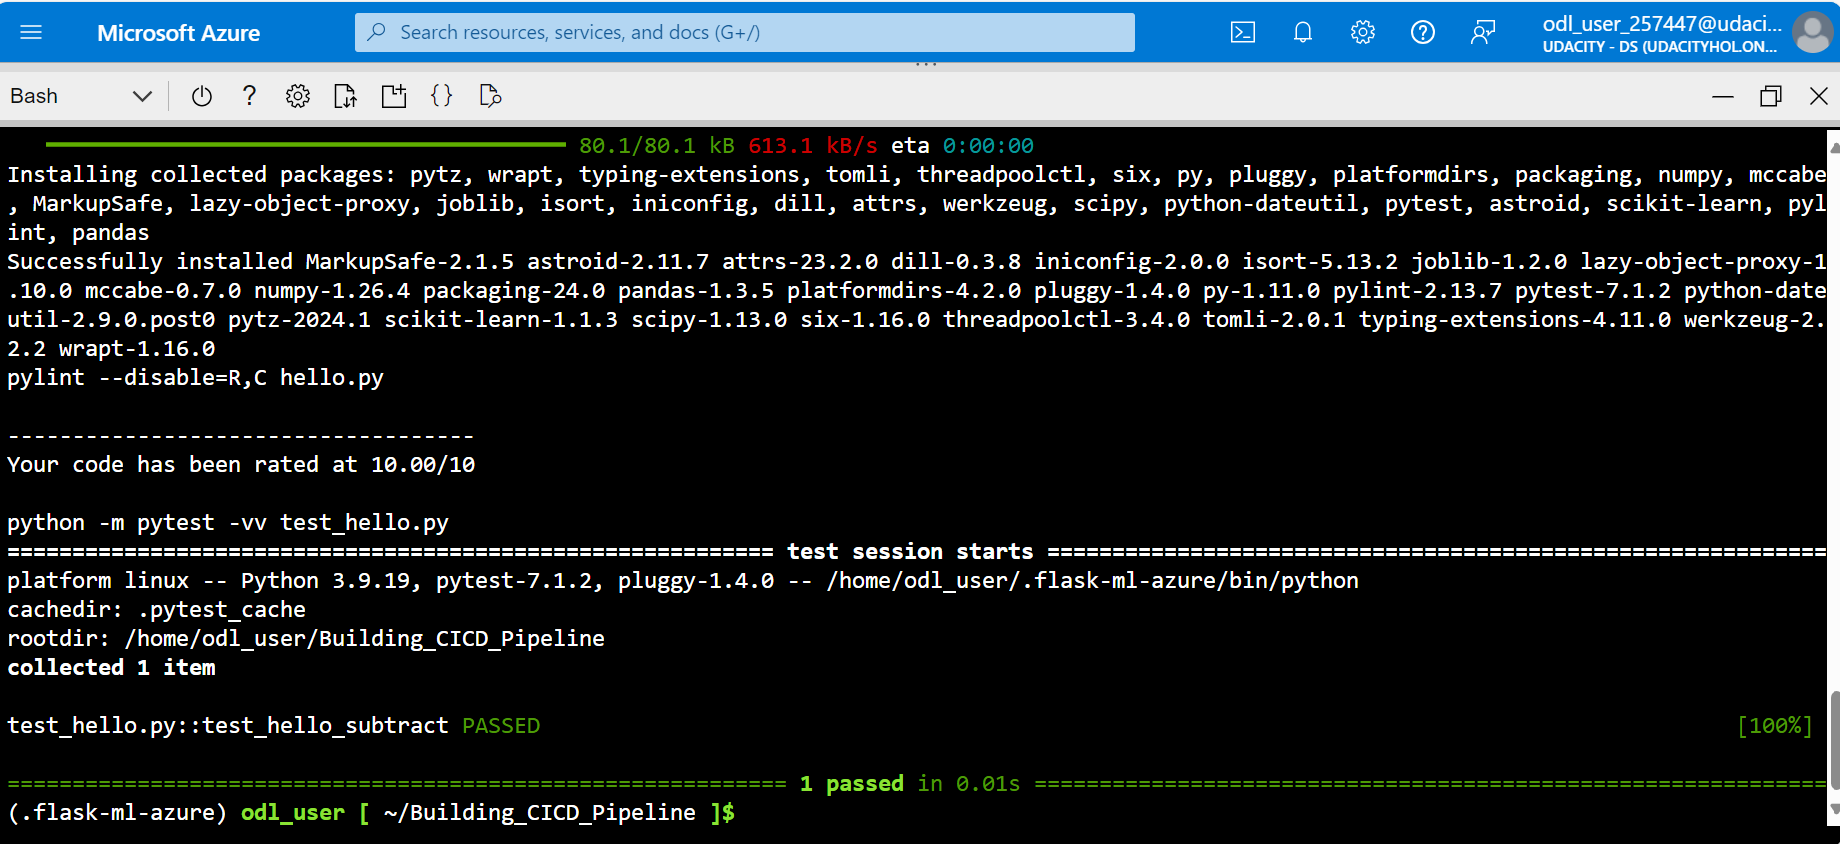 Microsoft Azure
Search resources, services, and docs (G+/)
odl_user_257447@udaci...
UDACITY - DS (UDACITYHOL.ON...
Bash
80.1/80.1 kB 613.1 kB/s eta 0:00:00
Installing collected packages: pytz, wrapt, typing-extensions, tomli, threadpoolctl, six, py, pluggy, platformdirs, packaging, numpy, mccabe
, MarkupSafe, lazy-object-proxy, joblib, isort, iniconfig, dill, attrs, werkzeug, scipy, python-dateutil, pytest, astroid, scikit-learn, pyl
int, pandas
Successfully installed MarkupSafe-2.1.5 astroid-2.11.7 attrs-23.2.0 dill-0.3.8 iniconfig-2.0.0 isort-5.13.2 joblib-1.2.0 lazy-object-proxy-1
.10.0 mccabe-0.7.0 numpy-1.26.4 packaging-24.0 pandas-1.3.5 platformdirs-4.2.0 pluggy-1.4.0 py-1.11.0 pylint-2.13.7 pytest-7.1.2 python-date
util-2.9.0.post0 pytz-2024.1 scikit-learn-1.1.3 scipy-1.13.0 six-1.16.0 threadpoolctl-3.4.0 tomli-2.0.1 typing-extensions-4.11.0 werkzeug-2.
2.2 wrapt-1.16.0
pylint --disable=R,C hello.py
------------------------------------
Your code has been rated at 10.00/10
python -m pytest -vv test_hello.py
=========================================================== test session starts ============================================================
platform linux -- Python 3.9.19, pytest-7.1.2, pluggy-1.4.0 -- /home/odl_user/.flask-ml-azure/bin/python
cachedir: .pytest_cache
rootdir: /home/odl_user/Building_CICD_Pipeline
collected 1 item
test_hello.py::test_hello_subtract PASSED [100%]
============================================================ 1 passed in 0.01s =============================================================
(.flask-ml-azure) odl_user [ ~/Building_CICD_Pipeline ]$